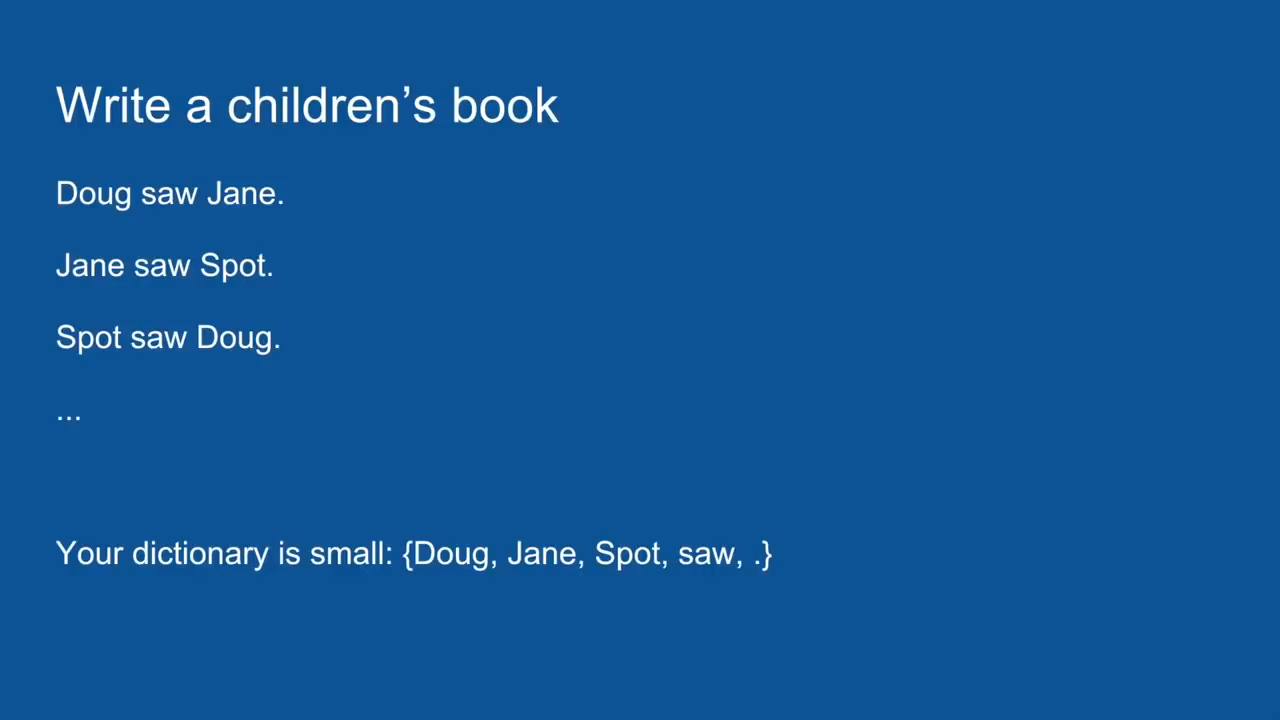 Write a children’s book
Doug saw Jane.
Jane saw Spot.
Spot saw Doug.
...
Your dictionary is small: {Doug, Jane, Spot, saw, .}